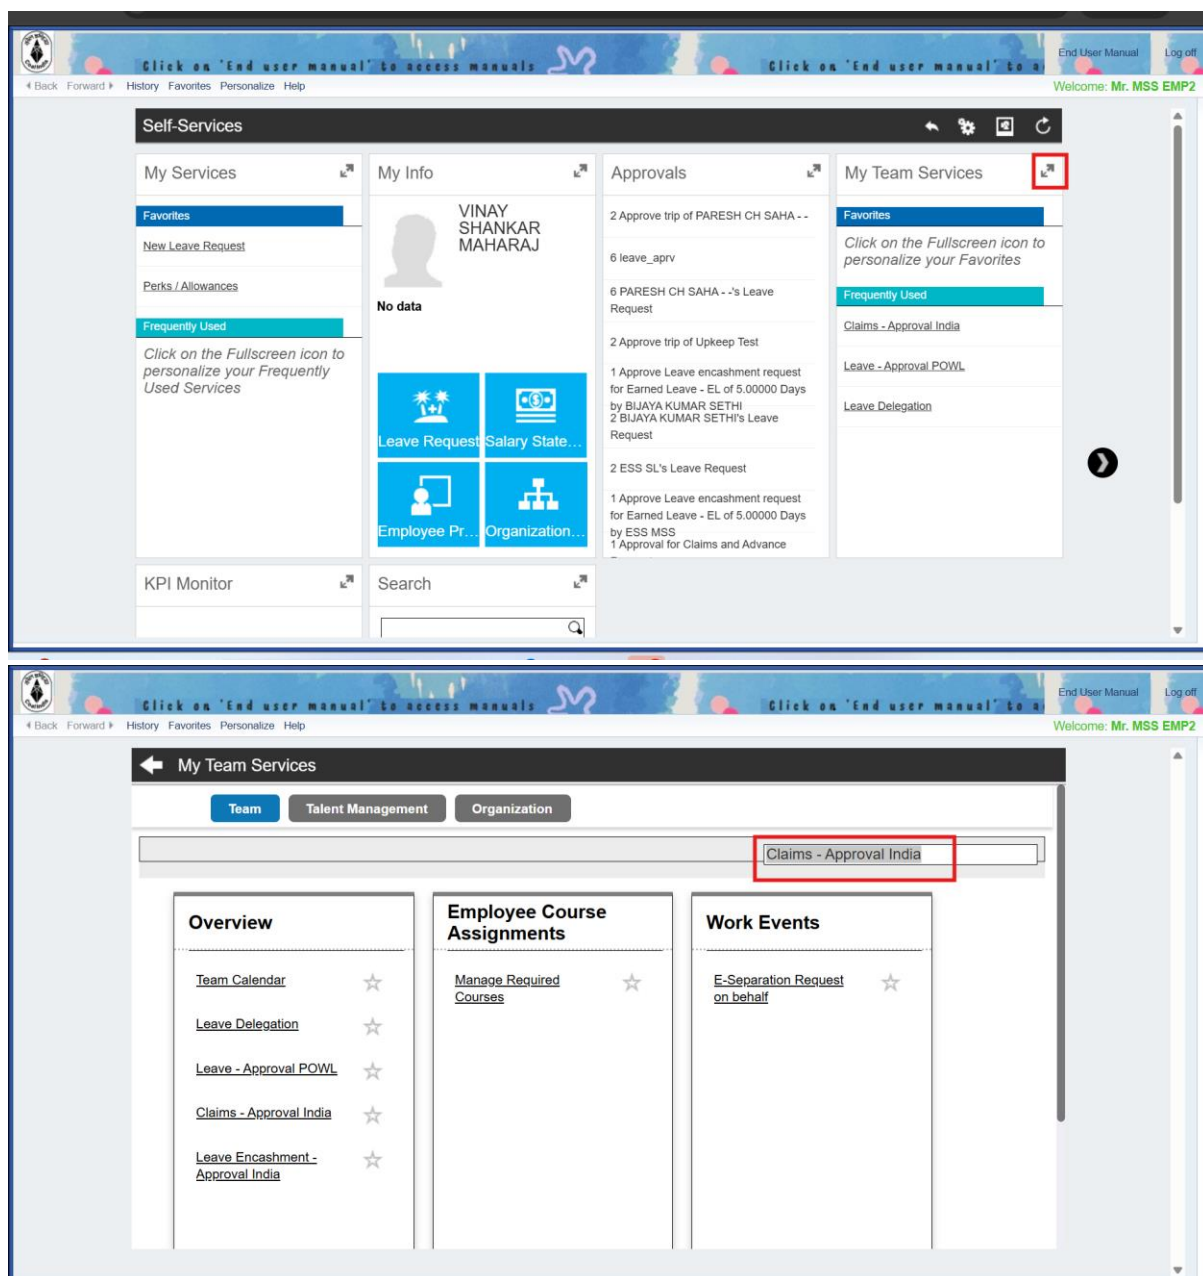 Click on 'End user manual' to access manuals
Click on 'End user manual' to a
End User Manual
Log off
Back Forward
History Favorites Personalize Help
Welcome: Mr. MSS EMP2
Self-Services
My Services
Favorites
New Leave Request
Perks / Allowances
Frequently Used
Click on the Fullscreen icon to
personalize your Frequently
Used Services
My Info
VINAY
SHANKAR
MAHARAJ
No data
Leave Request
Salary State...
Employee Pr...
Organization...
Approvals
2 Approve trip of PARESH CH SAHA - -
6 leave_aprv
6 PARESH CH SAHA - -'s Leave
Request
2 Approve trip of Upkeep Test
1 Approve Leave encashment request
for Earned Leave - EL of 5.00000 Days
by BIJAYA KUMAR SETHI
2 BIJAYA KUMAR SETHI's Leave
Request
2 ESS SL's Leave Request
1 Approve Leave encashment request
for Earned Leave - EL of 5.00000 Days
by ESS MSS
1 Approval for Claims and Advance
My Team Services
Favorites
Click on the Fullscreen icon to
personalize your Favorites
Frequently Used
Claims - Approval India
Leave - Approval POWL
Leave Delegation
KPI Monitor
Search
Click on 'End user manual' to access manuals
Click on 'End user manual' to a
End User Manual
Log off
Back Forward
History Favorites Personalize Help
Welcome: Mr. MSS EMP2
My Team Services
Team
Talent Management
Organization
Claims - Approval India
Overview
Team Calendar
Leave Delegation
Leave - Approval POWL
Claims - Approval India
Leave Encashment -
Approval India
Employee Course
Assignments
Manage Required
Courses
Work Events
E-Separation Request
on behalf